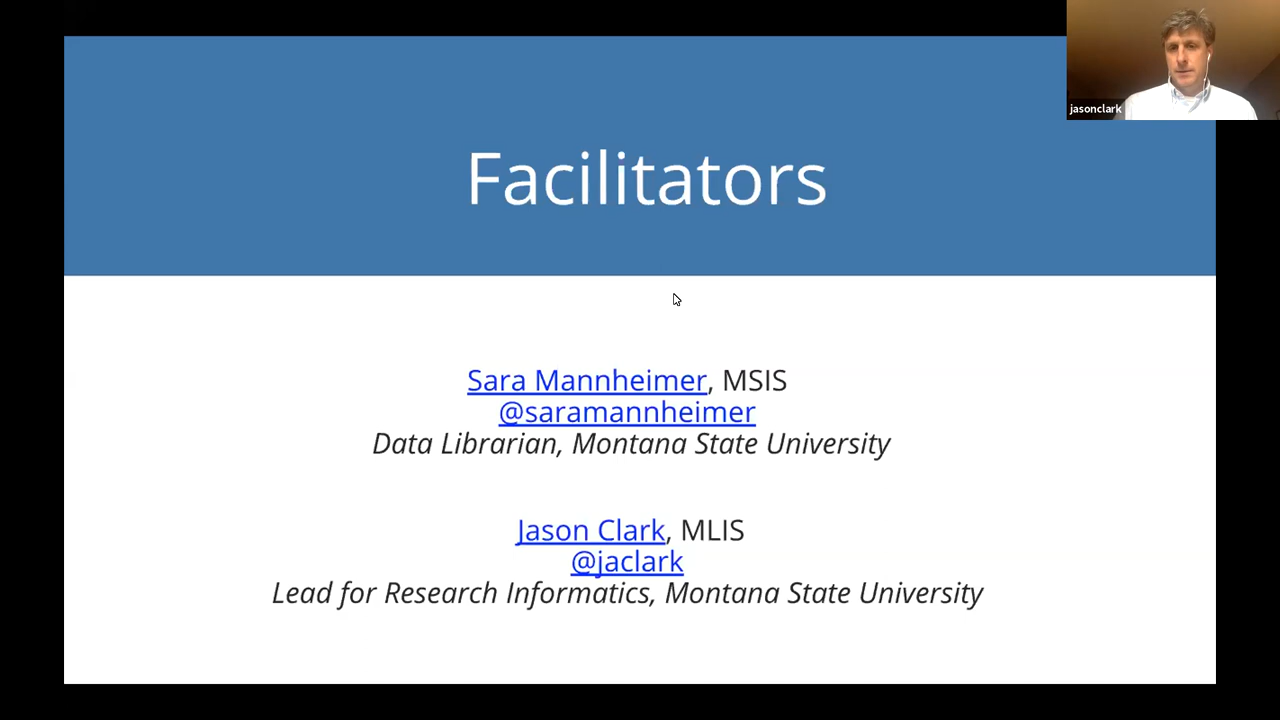 jasonclark
Facilitators
Sara Mannheimer, MSIS
@saramannheimer
Data Librarian, Montana State University
Jason Clark, MLIS
@jaclark
Lead for Research Informatics, Montana State University